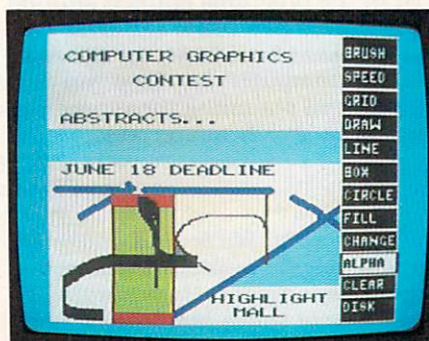 COMPUTER GRAPHICS
CONTEST
ABSTRACTS...
JUNE 18 DEADLINE
HIGHLIGHT
MALL
BRUSH
SPEED
GRID
DRAW
LINE
BOX
CIRCLE
FILL
CHANGE
ALPHA
CLEAR
DISK